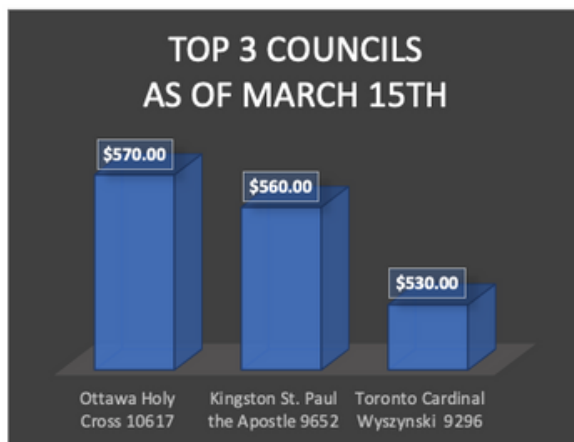 TOP 3 COUNCILS
AS OF MARCH 15TH
$570.00
$560.00
$530.00
Ottawa Holy
Cross 10617
Kingston St. Paul
the Apostle 9652
Toronto Cardinal
Wyszynski 9296